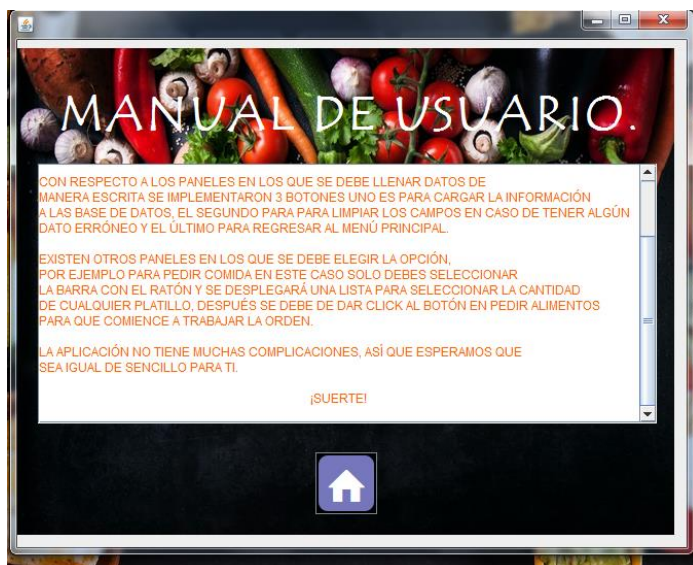 MANUAL DE USUARIO.
CON RESPECTO A LOS PANELES EN LOS QUE SE DEBE LLENAR DATOS DE
MANERA ESCRITA SE IMPLEMENTARON 3 BOTONES UNO ES PARA CARGAR LA INFORMACIÓN
A LAS BASE DE DATOS, EL SEGUNDO PARA PARA LIMPIAR LOS CAMPOS EN CASO DE TENER ALGÚN
DATO ERRÓNEO Y EL ÚLTIMO PARA REGRESAR AL MENÚ PRINCIPAL.
EXISTEN OTROS PANELES EN LOS QUE SE DEBE ELEGIR LA OPCIÓN,
POR EJEMPLO PARA PEDIR COMIDA EN ESTE CASO SOLO DEBES SELECCIONAR
LA BARRA CON EL RATÓN Y SE DESPLEGARÁ UNA LISTA PARA SELECCIONAR LA CANTIDAD
DE CUALQUIER PLATILLO, DESPUÉS SE DEBE DE DAR CLICK AL BOTÓN EN PEDIR ALIMENTOS
PARA QUE COMIENCE A TRABAJAR LA ORDEN.
LA APLICACIÓN NO TIENE MUCHAS COMPLICACIONES, ASÍ QUE ESPERAMOS QUE
SEA IGUAL DE SENCILLO PARA TI.
¡SUERTE!